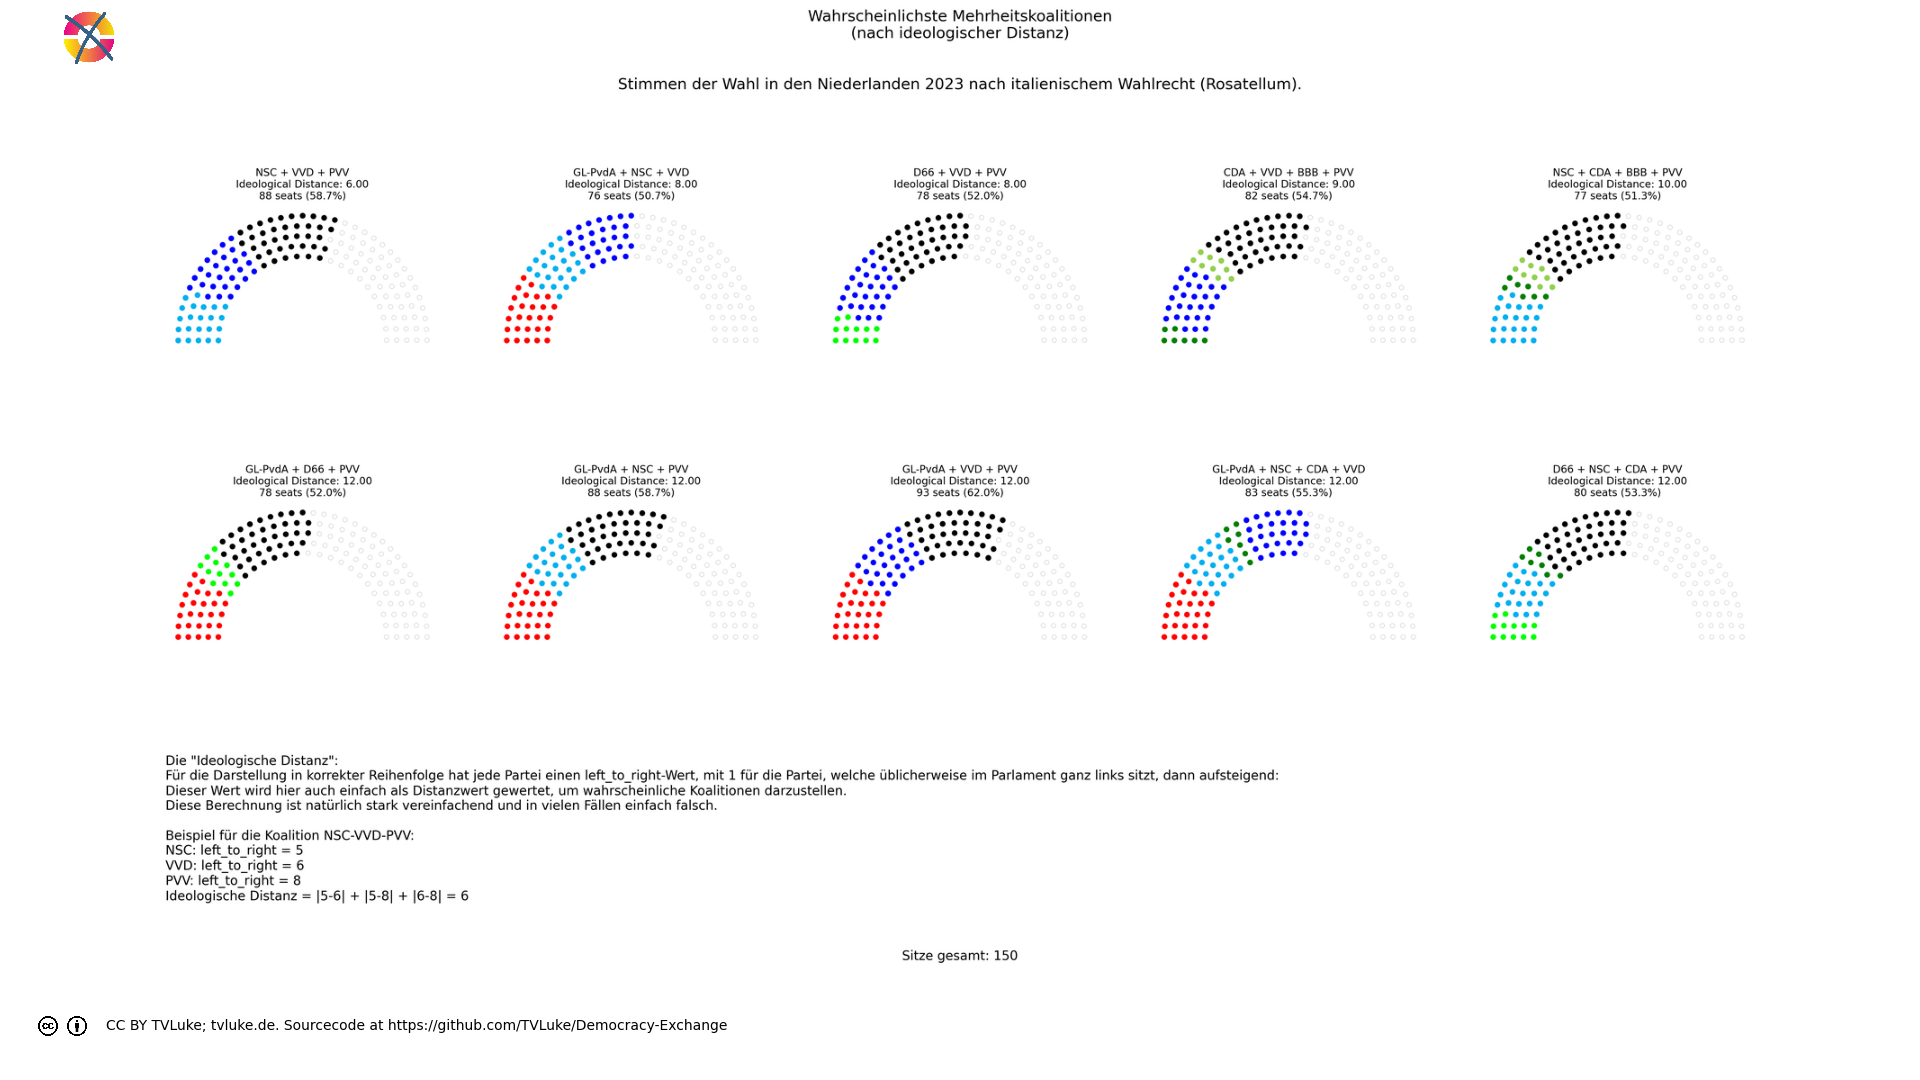 Wahrscheinlichste Mehrheitskoalitionen
(nach ideologischer Distanz)
Stimmen der Wahl in den Niederlanden 2023 nach italienischem Wahlrecht (Rosatellum).
NSC + VVD + PVV
Ideological Distance: 6.00
88 seats (58.7%)
GL-PvdA + NSC + VVD
Ideological Distance: 8.00
76 seats (50.7%)
D66 + VVD + PVV
Ideological Distance: 8.00
78 seats (52.0%)
CDA + VVD + BBB + PVV
Ideological Distance: 9.00
82 seats (54.7%)
NSC + CDA + BBB + PVV
Ideological Distance: 10.00
77 seats (51.3%)
GL-PvdA + D66 + PVV
Ideological Distance: 12.00
78 seats (52.0%)
GL-PvdA + NSC + PVV
Ideological Distance: 12.00
88 seats (58.7%)
GL-PvdA + VVD + PVV
Ideological Distance: 12.00
93 seats (62.0%)
GL-PvdA + NSC + CDA + VVD
Ideological Distance: 12.00
83 seats (55.3%)
D66 + NSC + CDA + PVV
Ideological Distance: 12.00
80 seats (53.3%)
Die "Ideologische Distanz":
Für die Darstellung in korrekter Reihenfolge hat jede Partei einen left_to_right-Wert, mit 1 für die Partei, welche üblicherweise im Parlament ganz links sitzt, dann aufsteigend:
Dieser Wert wird hier auch einfach als Distanzwert gewertet, um wahrscheinliche Koalitionen darzustellen.
Diese Berechnung ist natürlich stark vereinfachend und in vielen Fällen einfach falsch.
Beispiel für die Koalition NSC-VVD-PVV:
NSC: left_to_right = 5
VVD: left_to_right = 6
PVV: left_to_right = 8
Ideologische Distanz = |5-6| + |5-8| + |6-8| = 6
Sitze gesamt: 150
cc CC BY TVLuke; tvluke.de. Sourcecode at https://github.com/TVLuke/Democracy-Exchange